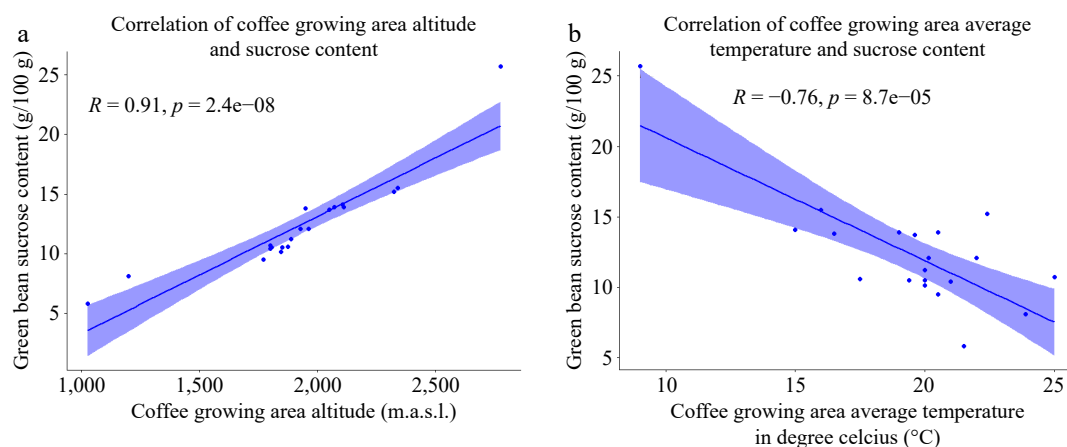 a
Correlation of coffee growing area altitude
and sucrose content
Green bean sucrose content (g/100 g)
R = 0.91, p = 2.4e−08
25
20
15
10
5
1,000 1,500 2,000 2,500
Coffee growing area altitude (m.a.s.l.)
b
Correlation of coffee growing area average
temperature and sucrose content
Green bean sucrose content (g/100 g)
R = −0.76, p = 8.7e−05
25
20
15
10
5
10 15 20 25
Coffee growing area average temperature
in degree celcius (°C)